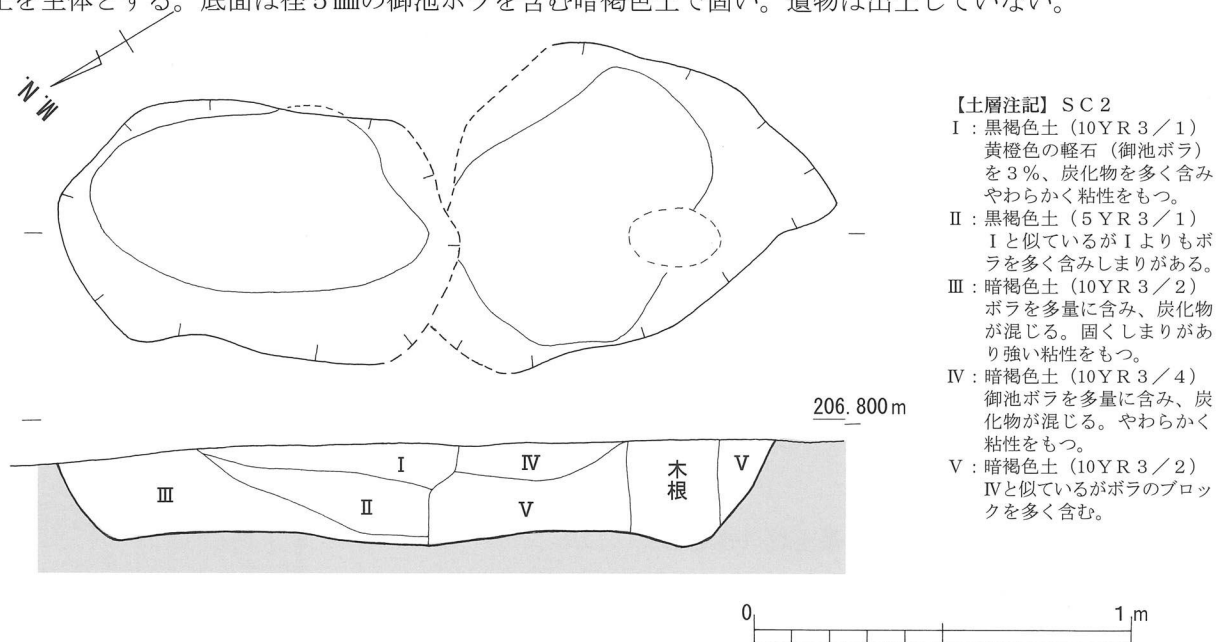 土を主体とする。底面は径５㎜の御池ボラを含む暗褐色土で固い。遺物は出土していない。
M.N.
【土層注記】ＳＣ２
Ⅰ：黒褐色土（10ＹＲ３／１）
黄橙色の軽石（御池ボラ）
を３％、炭化物を多く含み
やわらかく粘性をもつ。
Ⅱ：黒褐色土（５ＹＲ３／１）
Ⅰと似ているがⅠよりもボ
ラを多く含みしまりがある。
Ⅲ：暗褐色土（10ＹＲ３／２）
ボラを多量に含み、炭化物
が混じる。固くしまりがあ
り強い粘性をもつ。
Ⅳ：暗褐色土（10ＹＲ３／４）
御池ボラを多量に含み、炭
化物が混じる。やわらかく
粘性をもつ。
Ⅴ：暗褐色土（10ＹＲ３／２）
Ⅳと似ているがボラのブロッ
クを多く含む。
206.800m
Ⅰ
Ⅳ
木根
Ⅴ
Ⅲ
Ⅱ
Ⅴ
0 1m